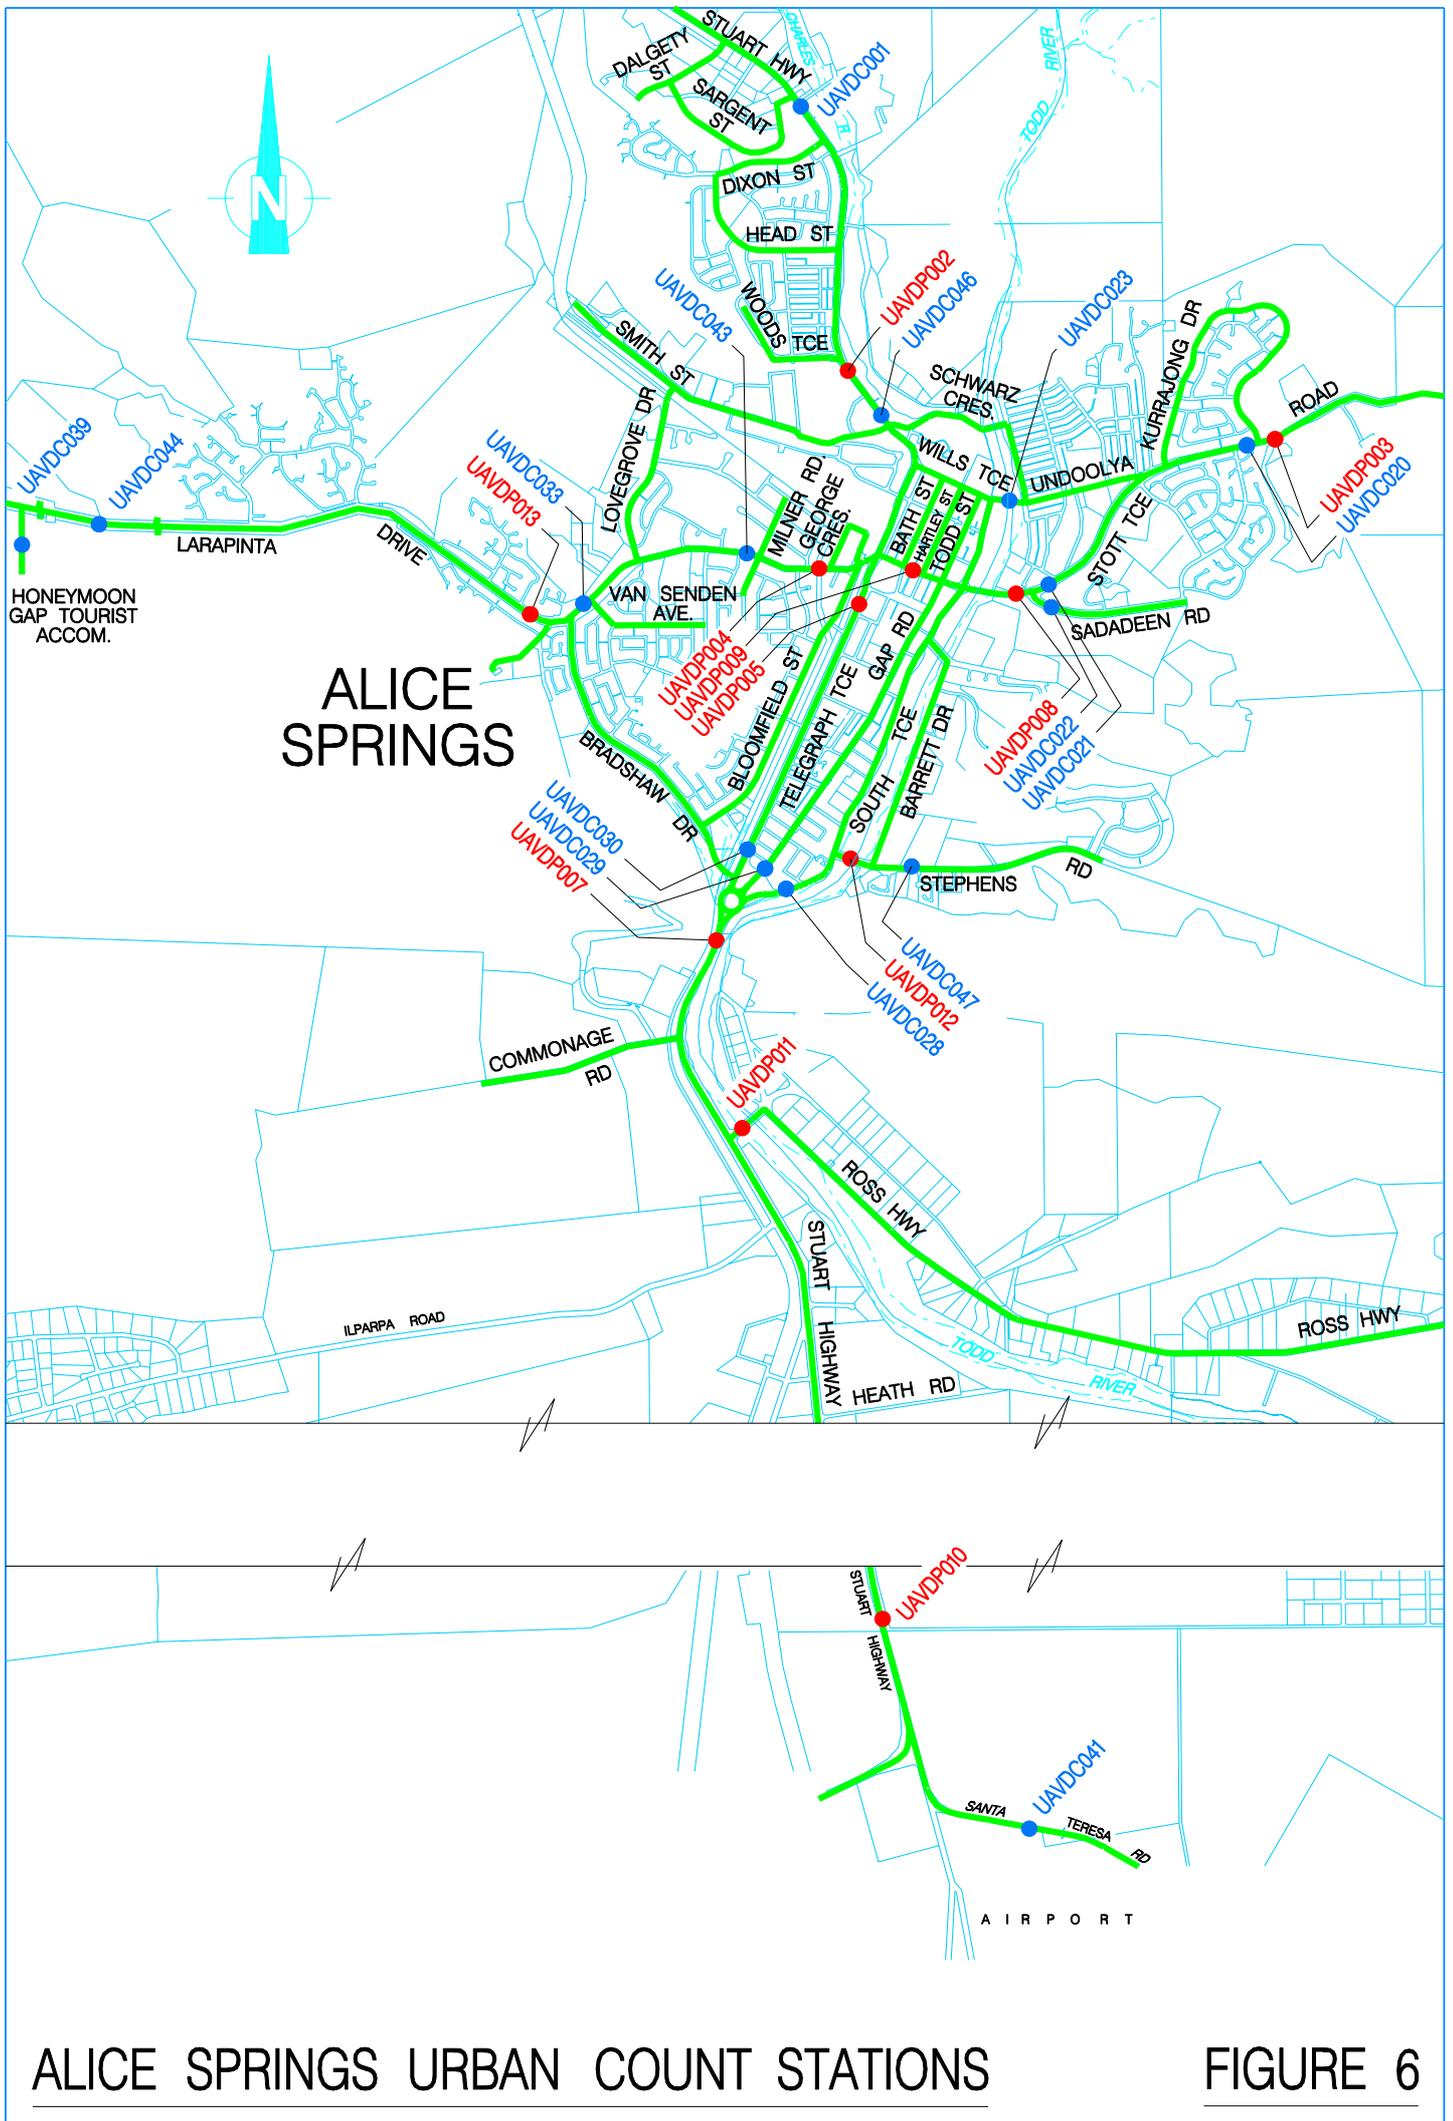 STUART HWY
CHARLES
R
DALGETY
ST
SARGENT
ST
UAVDC001
RIVER
TODD
N
DIXON ST
HEAD ST
WOODS
TCE
UAVDC043
UAVDP002
UAVDC046
UAVDC023
SMITH ST
SCHWARZ
CRES.
KURRAJONG DR
ROAD
LOVEGROVE DR
WILLS TCE
UNDOOLYA
UAVDC039
UAVDC044
UAVDC033
UAVDP013
MILNER RD.
GEORGE
CRES.
BATH ST
HARTLEY ST
TODD ST
STOTT TCE
UAVDP003
UAVDC020
LARAPINTA
DRIVE
HONEYMOON
GAP TOURIST
ACCOM.
VAN SENDEN
AVE.
SADADEEN RD
UAVDP004
UAVDP009
UAVDP005
GAP RD
ALICE
SPRINGS
BLOOMFIELD ST
TELEGRAPH TCE
SOUTH TCE
BARRETT DR
UAVDP008
UAVDC022
UAVDC021
BRADSHAW
DR
UAVDC030
UAVDC029
UAVDP007
STEPHENS
RD
UAVDC047
UAVDP012
UAVDC028
COMMONAGE
RD
UAVDP011
ROSS HWY
STUART HIGHWAY
ILPARPA ROAD
ROSS HWY
TODD
RIVER
HEATH RD
UAVDP010
STUART
HIGHWAY
UAVDC041
SANTA TERESA RD
AIRPORT
ALICE SPRINGS URBAN COUNT STATIONS
FIGURE 6